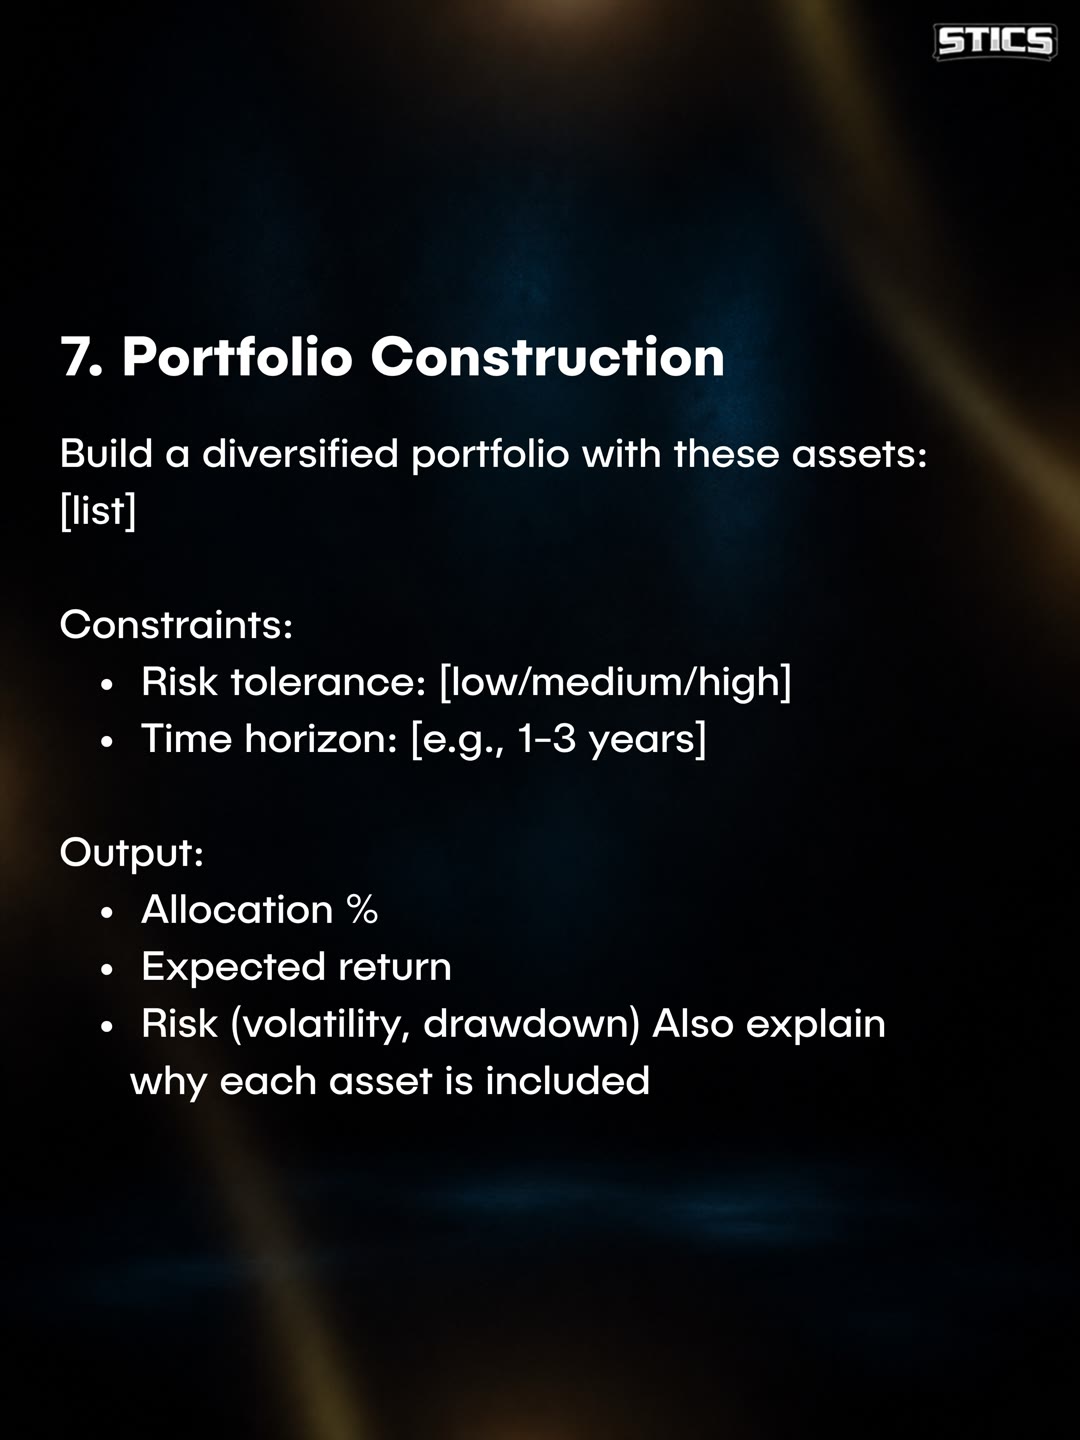 STICS
7. Portfolio Construction
Build a diversified portfolio with these assets:
[list]
Constraints:
• Risk tolerance: [low/medium/high]
• Time horizon: [e.g., 1-3 years]
Output:
• Allocation %
• Expected return
• Risk (volatility, drawdown) Also explain
why each asset is included